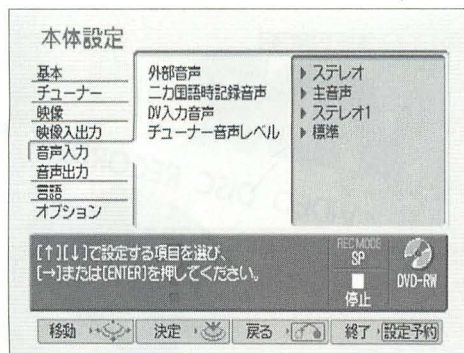 本体設定
基本
チューナー
映像
映像入出力
音声入力
音声出力
言語
オプション
外部音声 ▶ ステレオ
二カ国語時記録音声 ▶ 主音声
DV入力音声 ▶ ステレオ1
チューナー音声レベル ▶ 標準
[↑][↓]で設定する項目を選び、
[→]または[ENTER]を押してください。
REC MODE
SP
停止
DVD-RW
移動 決定 戻る 終了 設定予約